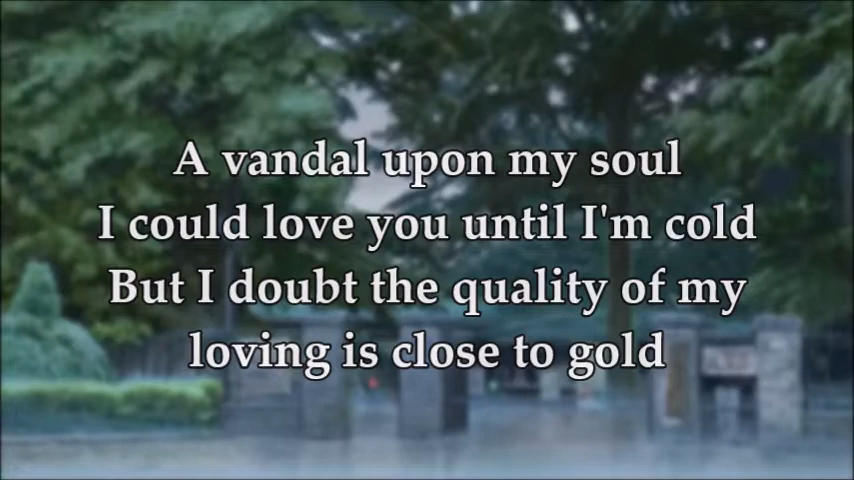 A vandal upon my soul
I could love you until I'm cold
But I doubt the quality of my
loving is close to gold